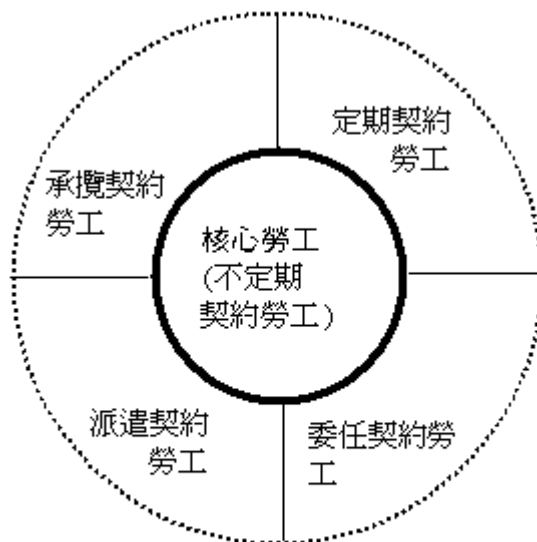 定期契約
勞工
承攬契約
勞工
核心勞工
(不定期
契約勞工)
派遣契約
勞工
委任契約勞
工